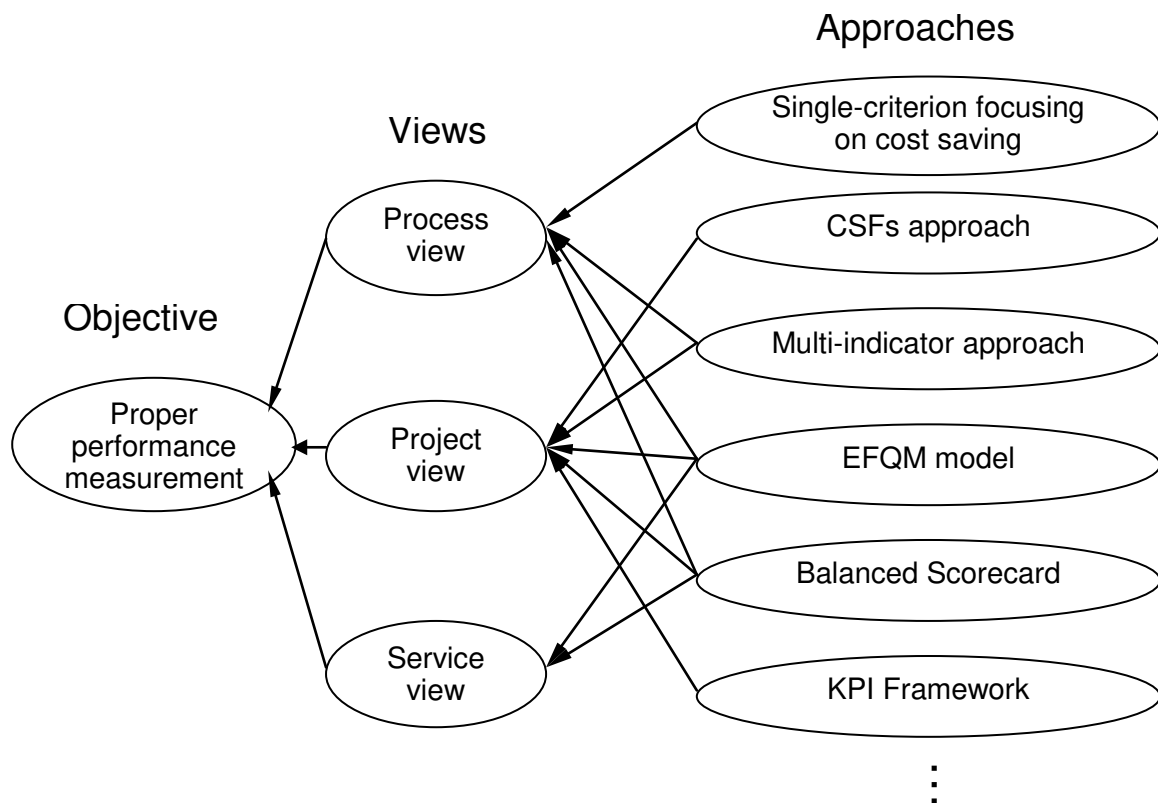 Approaches
Single-criterion focusing
on cost saving
Views
Process
view
CSFs approach
Objective
Multi-indicator approach
Proper
performance
measurement
Project
view
EFQM model
Balanced Scorecard
Service
view
KPI Framework
⋮